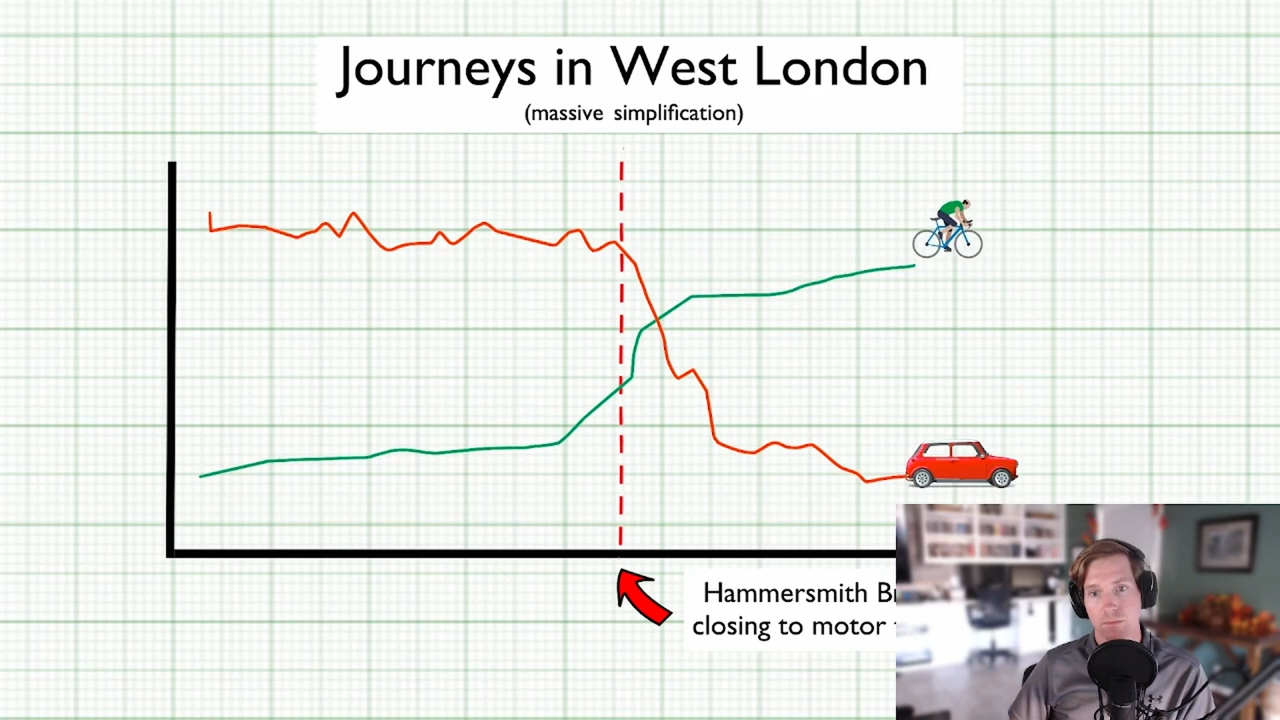 Journeys in West London
(massive simplification)
Hammersmith
closing to motor